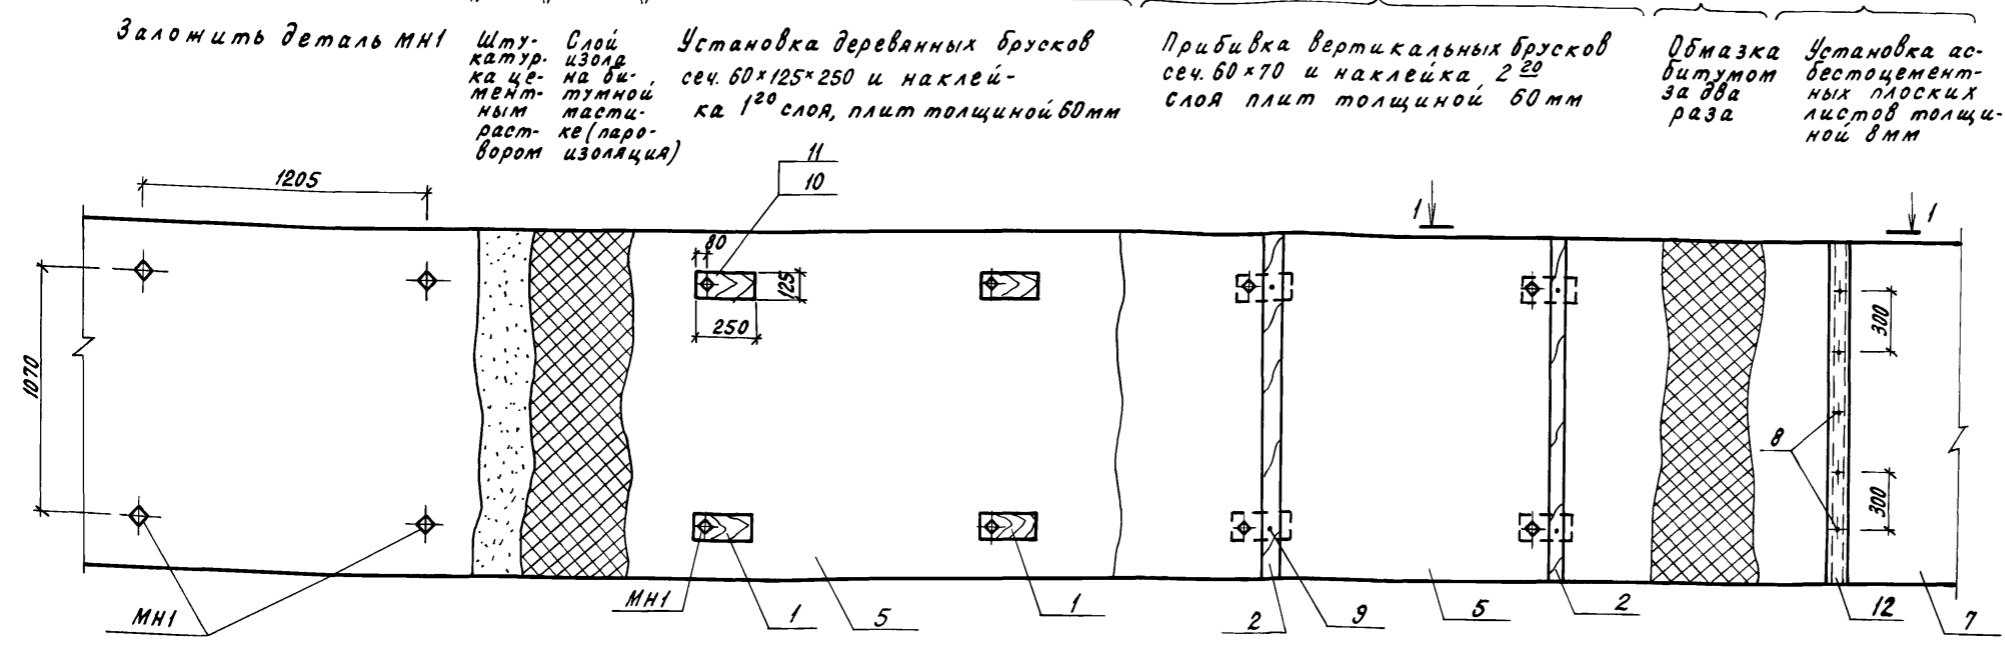 Заложить деталь МН1
Шту-
катур-
ка це-
мент-
ным
раст-
вором
Слой
изола
на би-
тумной
масти-
ке (паро-
изоляция)
Установка деревянных брусков
сеч. 60×125×250 и наклей-
ка 1²⁰ слоя, плит толщиной 60мм
Прибивка вертикальных брусков
сеч. 60×70 и наклейка 2²⁰
слоя плит толщиной 60мм
Обмазка
битумом
за два
раза
Установка ас-
бестоцемент-
ных плоских
листов толщи-
ной 8мм
11
10
1205
1
1
80
125
250
1070
300
8
300
МН1
МН1
1
5
1
2
9
5
2
12
7